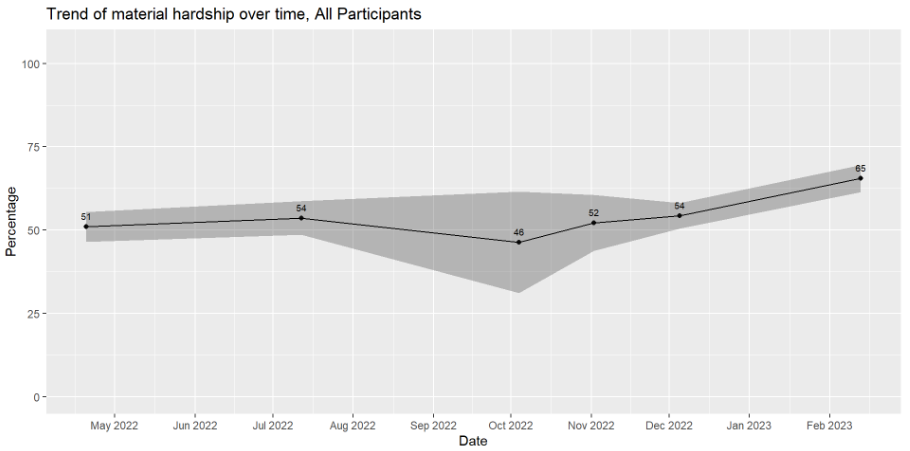 Trend of material hardship over time, All Participants
100
75
50
25
0
Percentage
51
54
46
52
54
65
May 2022
Jun 2022
Jul 2022
Aug 2022
Sep 2022
Oct 2022
Nov 2022
Dec 2022
Jan 2023
Feb 2023
Date